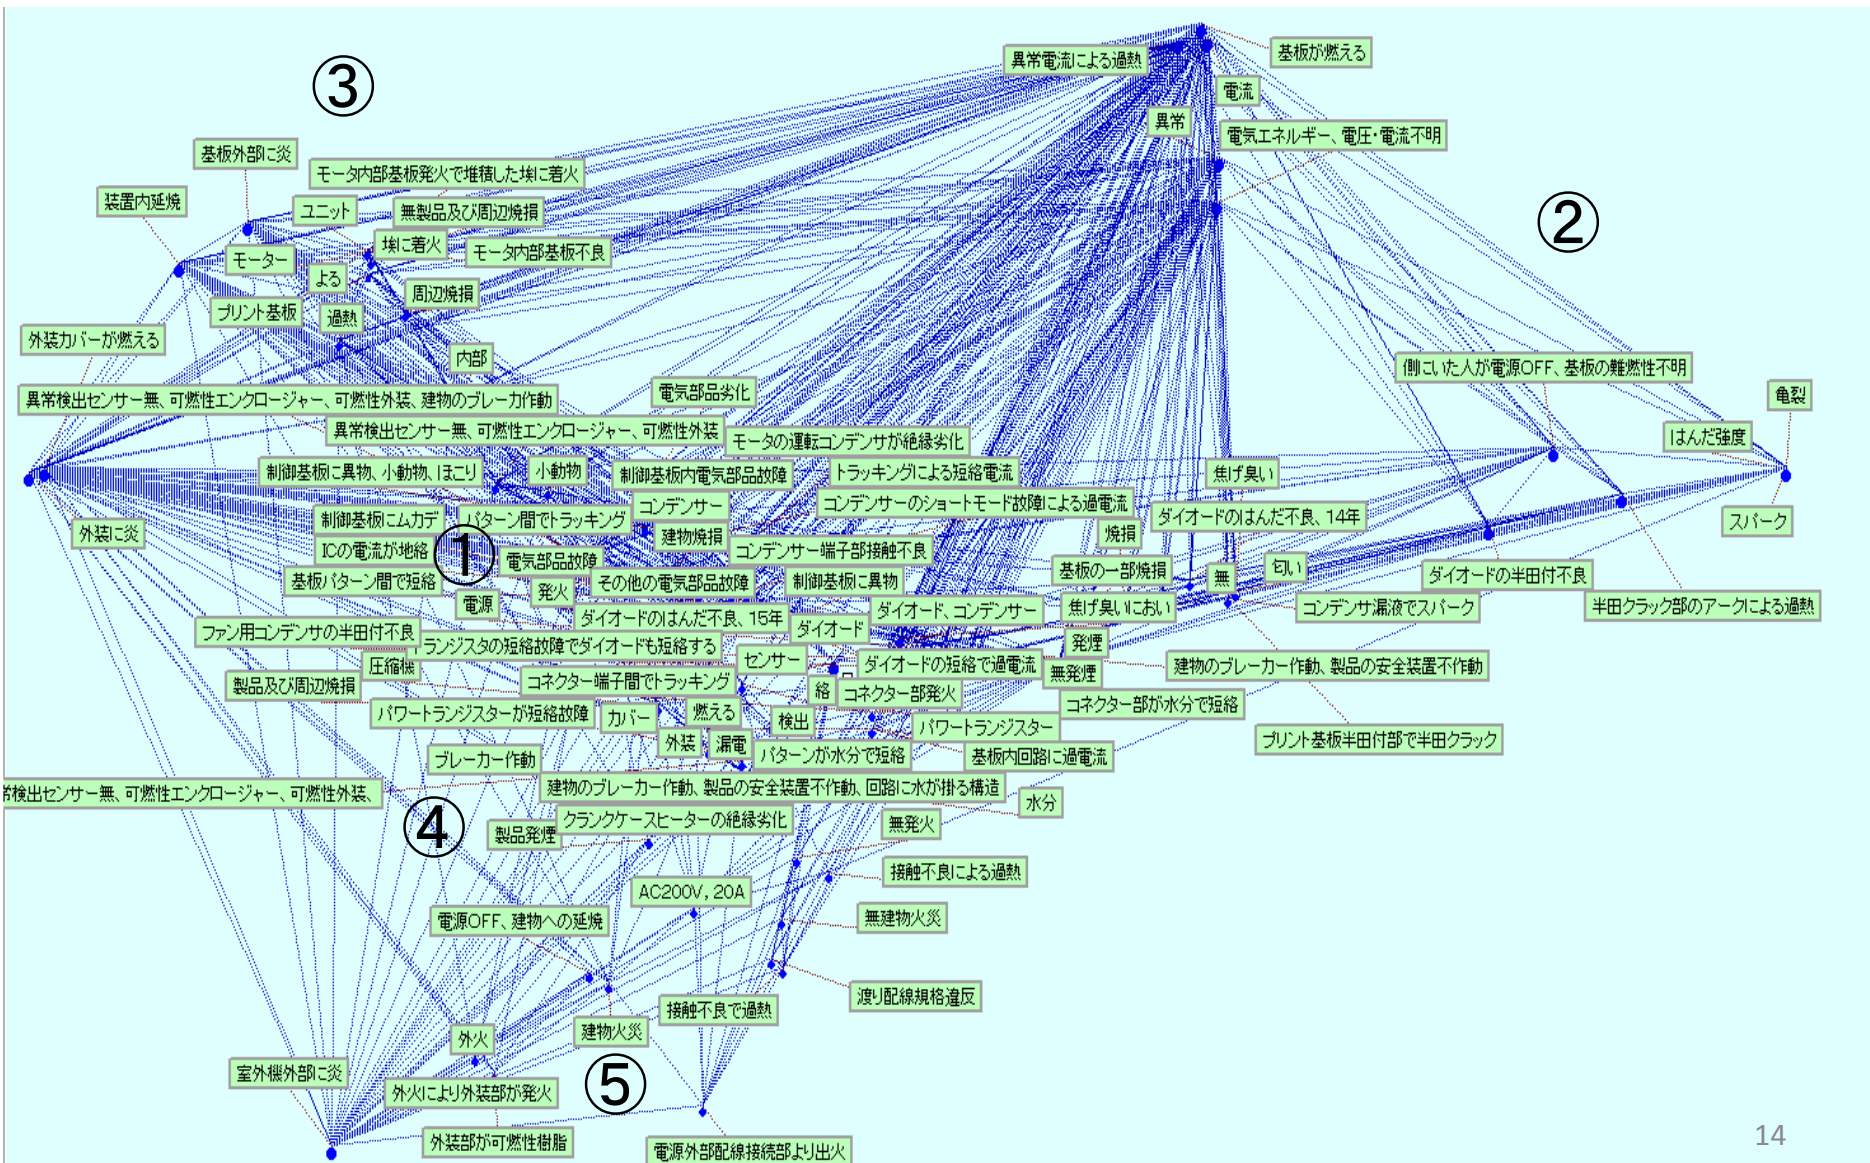 異常電流による過熱
基板が燃える
③
電流
異常
電気エネルギー、電圧・電流不明
基板外部に炎
モータ内部基板発火で堆積した埃に着火
装置内延焼
ユニット
無製品及び周辺焼損
②
埃に着火
モータ内部基板不良
モーター
よる
周辺焼損
プリント基板
過熱
外装カバーが燃える
内部
側にいた人が電源OFF、基板の難燃性不明
亀裂
電気部品劣化
異常検出センサー無、可燃性エンクロージャー、可燃性外装、建物のブレーカ作動
異常検出センサー無、可燃性エンクロージャー、可燃性外装
モータの運転コンデンサが絶縁劣化
はんだ強度
制御基板に異物、小動物、ほこり
小動物
制御基板内電気部品故障
トラッキングによる短絡電流
焦げ臭い
コンデンサー
コンデンサーのショートモード故障による過電流
制御基板にムカデ
パターン間でトラッキング
ダイオードのはんだ不良、14年
スパーク
外装に炎
建物焼損
焼損
ICの電流が地絡
①
電気部品故障
コンデンサー端子部接触不良
基板パターン間で短絡
発火
その他の電気部品故障
制御基板に異物
基板の一部焼損
無
匂い
ダイオードの半田付不良
電源
ダイオードのはんだ不良、15年
ダイオード
ダイオード、コンデンサー
焦げ臭いにおい
コンデンサ漏液でスパーク
半田クラック部のアークによる過熱
ファン用コンデンサの半田付不良
ランジスタの短絡故障でダイオードも短絡する
発煙
圧縮機
センサー
ダイオードの短絡で過電流
無発煙
建物のブレーカー作動、製品の安全装置不作動
製品及び周辺焼損
コネクター端子間でトラッキング
絡
コネクター部発火
コネクター部が水分で短絡
パワートランジスターが短絡故障
カバー
燃える
検出
パワートランジスター
外装
漏電
パターンが水分で短絡
基板内回路に過電流
プリント基板半田付部で半田クラック
ブレーカー作動
常検出センサー無、可燃性エンクロージャー、可燃性外装、
建物のブレーカー作動、製品の安全装置不作動、回路に水が掛る構造
水分
④
製品発煙
クランクケースヒーターの絶縁劣化
無発火
接触不良による過熱
AC200V,20A
電源OFF、建物への延焼
無建物火災
渡り配線規格違反
接触不良で過熱
外火
建物火災
室外機外部に炎
⑤
外火により外装部が発火
外装部が可燃性樹脂
電源外部配線接続部より出火
14